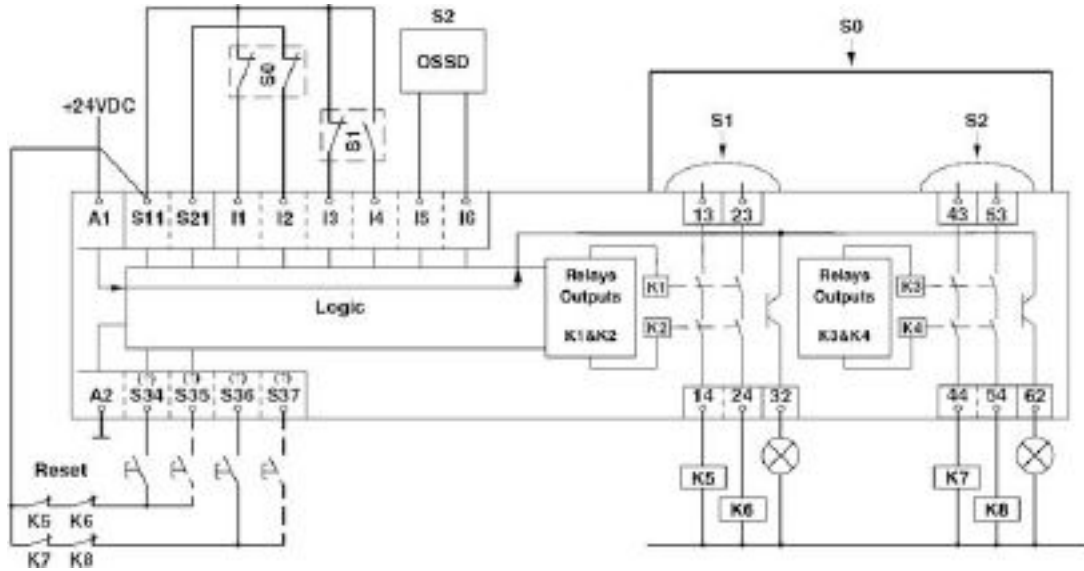 S2
S0
OSSD
S0
+24VDC
S1
S1
S2
A1 S11 S21 I1 I2 I3 I4 I5 I6
13 23
43 53
Relays
Outputs
K1&K2
K1
K2
Relays
Outputs
K3&K4
K3
K4
Logic
(*) (*) (*) (*)
A2 S34 S35 S36 S37
14 24 32
44 54 62
Reset
K5
K6
K7
K8
K5 K6
K7 K8